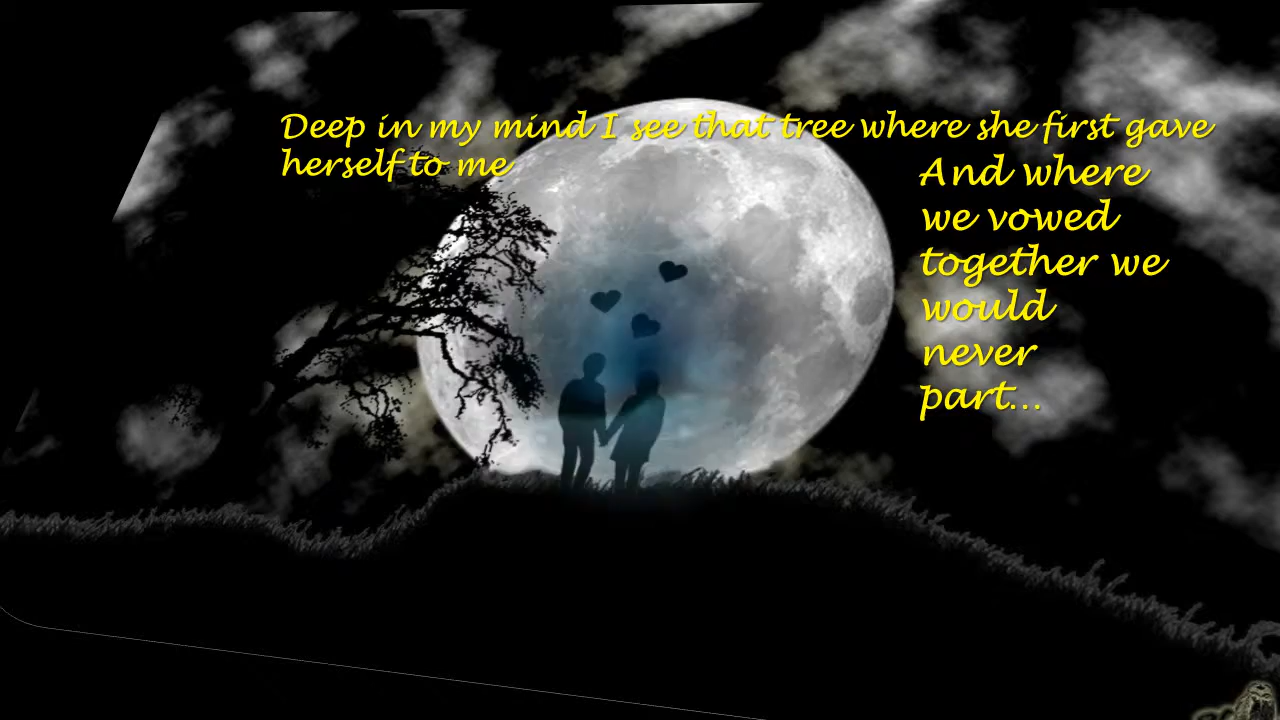 Deep in my mind I see that tree where she first gave
herself to me
And where
we vowed
together we
would
never
part...